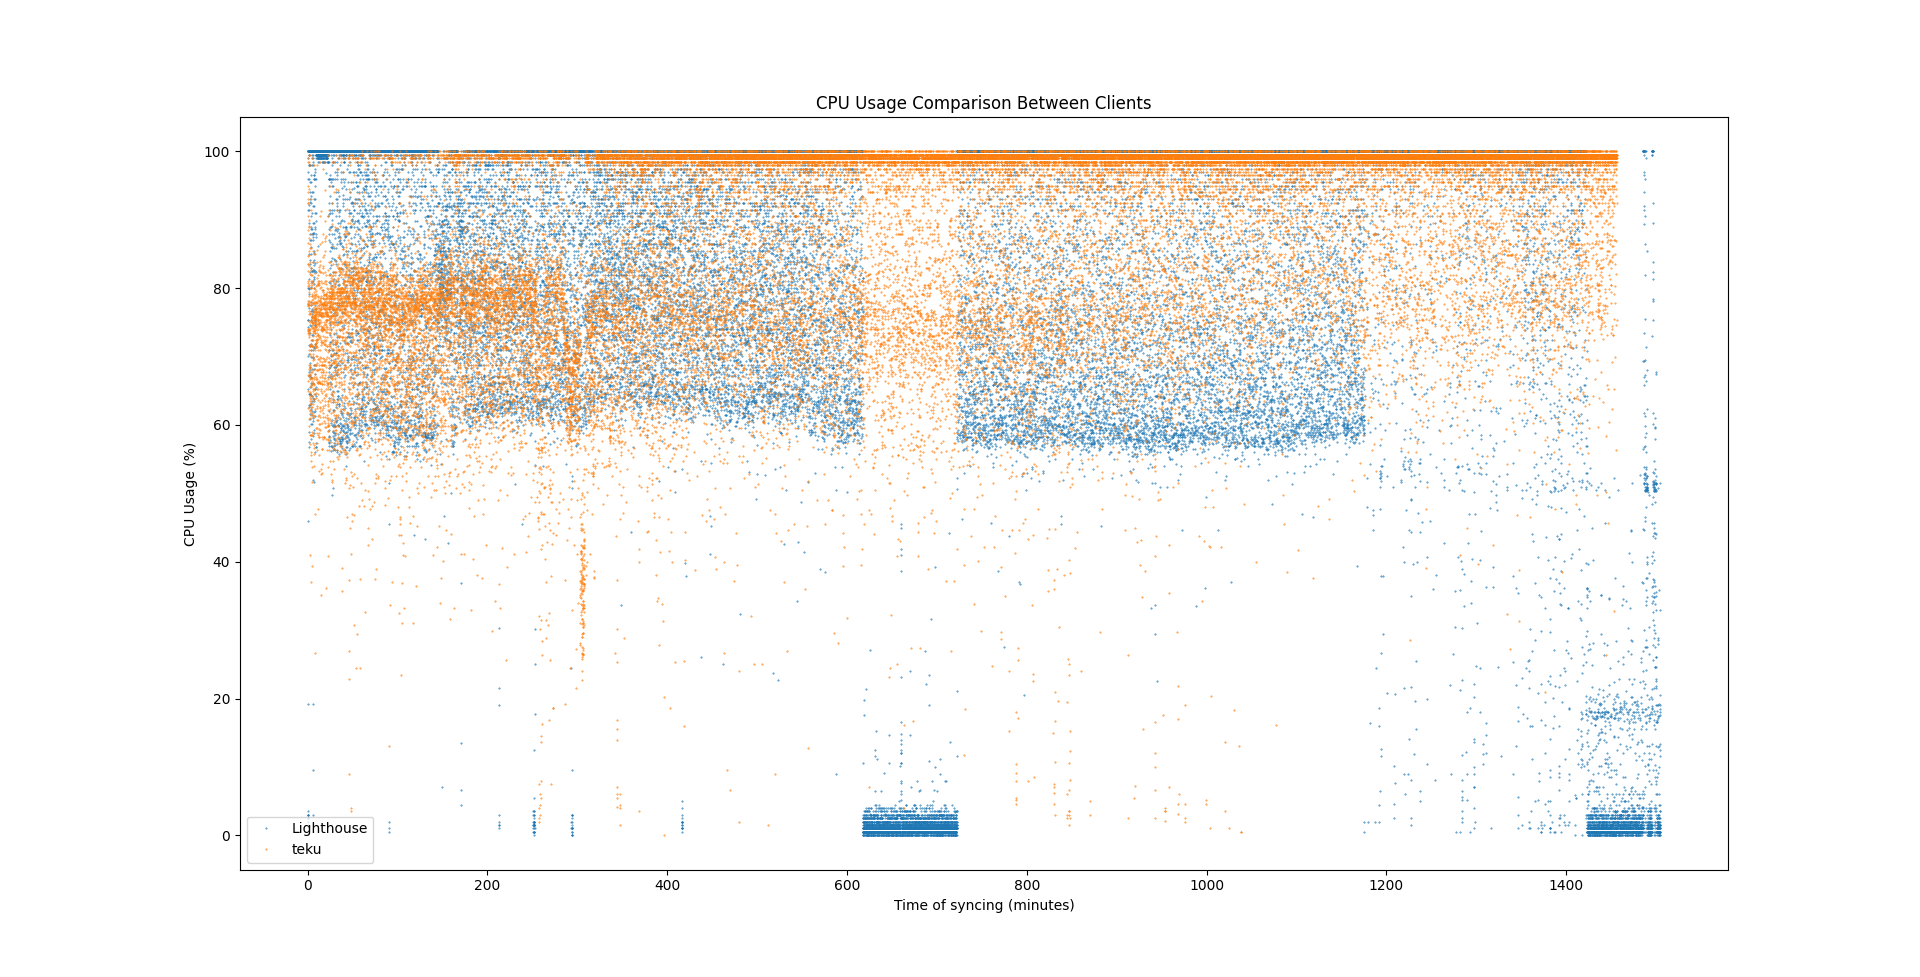 CPU Usage Comparison Between Clients
CPU Usage (%)
100
80
60
40
20
0
Lighthouse
teku
0 200 400 600 800 1000 1200 1400
Time of syncing (minutes)